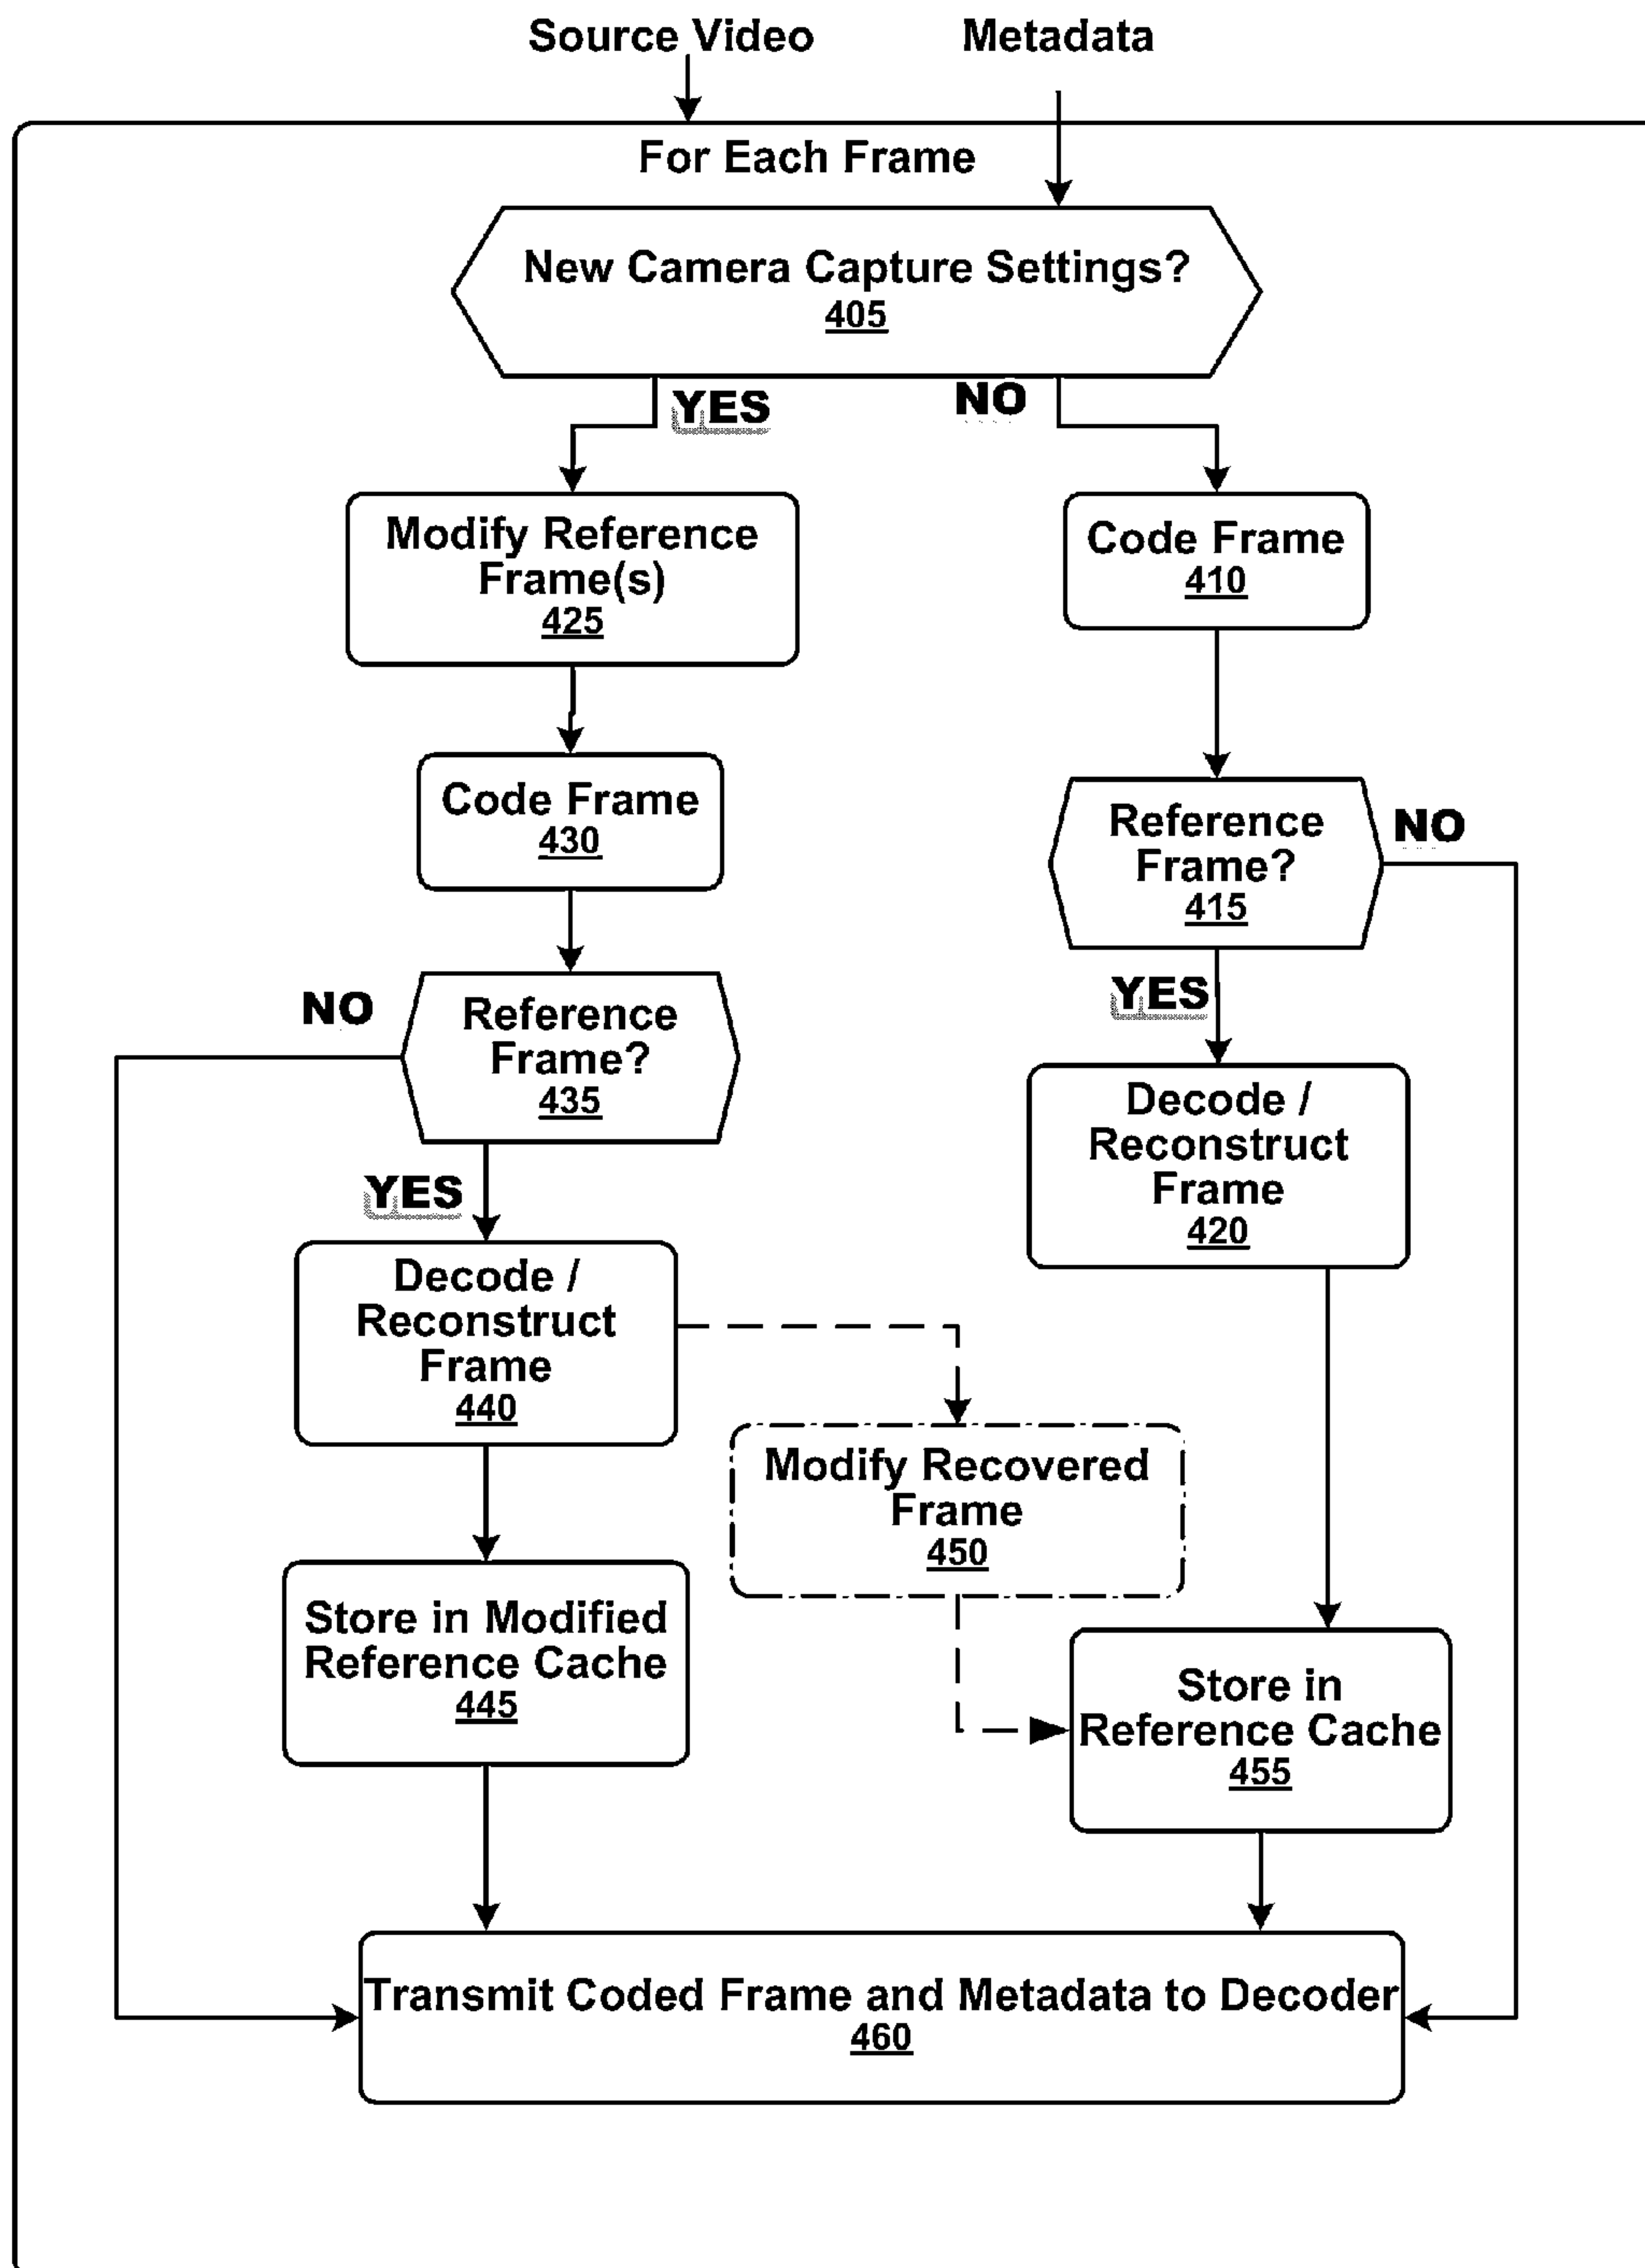 Source Video
Metadata
For Each Frame
New Camera Capture Settings?
405
YES
NO
Modify Reference
Frame(s)
425
Code Frame
410
Code Frame
430
Reference
Frame?
415
NO
YES
Reference
Frame?
435
NO
YES
Decode /
Reconstruct
Frame
420
Decode /
Reconstruct
Frame
440
Modify Recovered
Frame
450
Store in Modified
Reference Cache
445
Store in
Reference Cache
455
Transmit Coded Frame and Metadata to Decoder
460